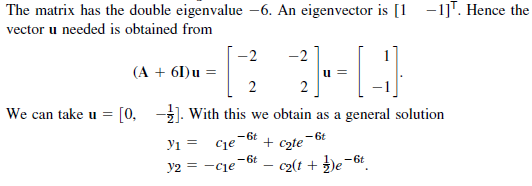 The matrix has the double eigenvalue −6. An eigenvector is [1 −1]ᵀ. Hence the
vector u needed is obtained from
(A + 6I)u = [−2 −2; 2 2] u = [1; −1].
We can take u = [0, −½]. With this we obtain as a general solution
y₁ = c₁e⁻⁶ᵗ + c₂te⁻⁶ᵗ
y₂ = −c₁e⁻⁶ᵗ − c₂(t + ½)e⁻⁶ᵗ.